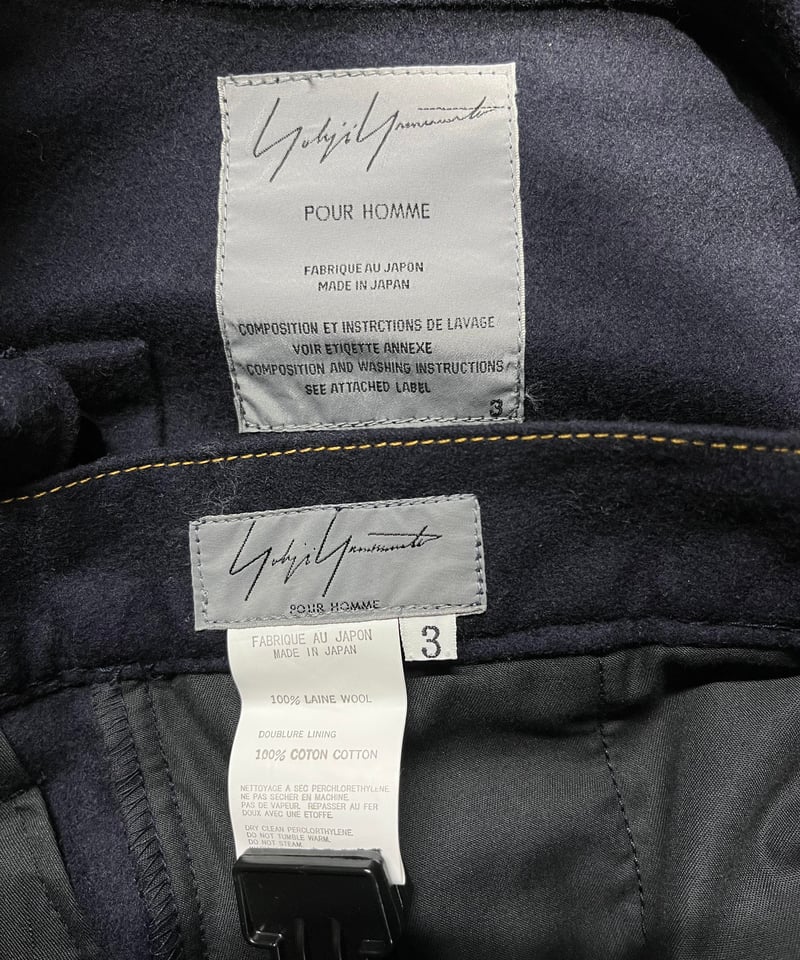 Yohji Yamamoto
POUR HOMME
FABRIQUE AU JAPON
MADE IN JAPAN
COMPOSITION ET INSTRCTIONS DE LAVAGE
VOIR ETIQETTE ANNEXE
COMPOSITION AND WASHING INSTRUCTIONS
SEE ATTACHED LABEL
3
Yohji Yamamoto
POUR HOMME
3
FABRIQUE AU JAPON
MADE IN JAPAN
100% LAINE WOOL
DOUBLURE LINING
100% COTON COTTON
NETTOYAGE A SEC PERCHLORETHYLENE
NE PAS SECHER EN MACHINE.
PAS DE VAPEUR. REPASSER AU FER
DOUX AVEC UNE ETOFFE.
DRY CLEAN PERCLORTHYLENE.
DO NOT TUMBLE WARM.
DO NOT STEAM.